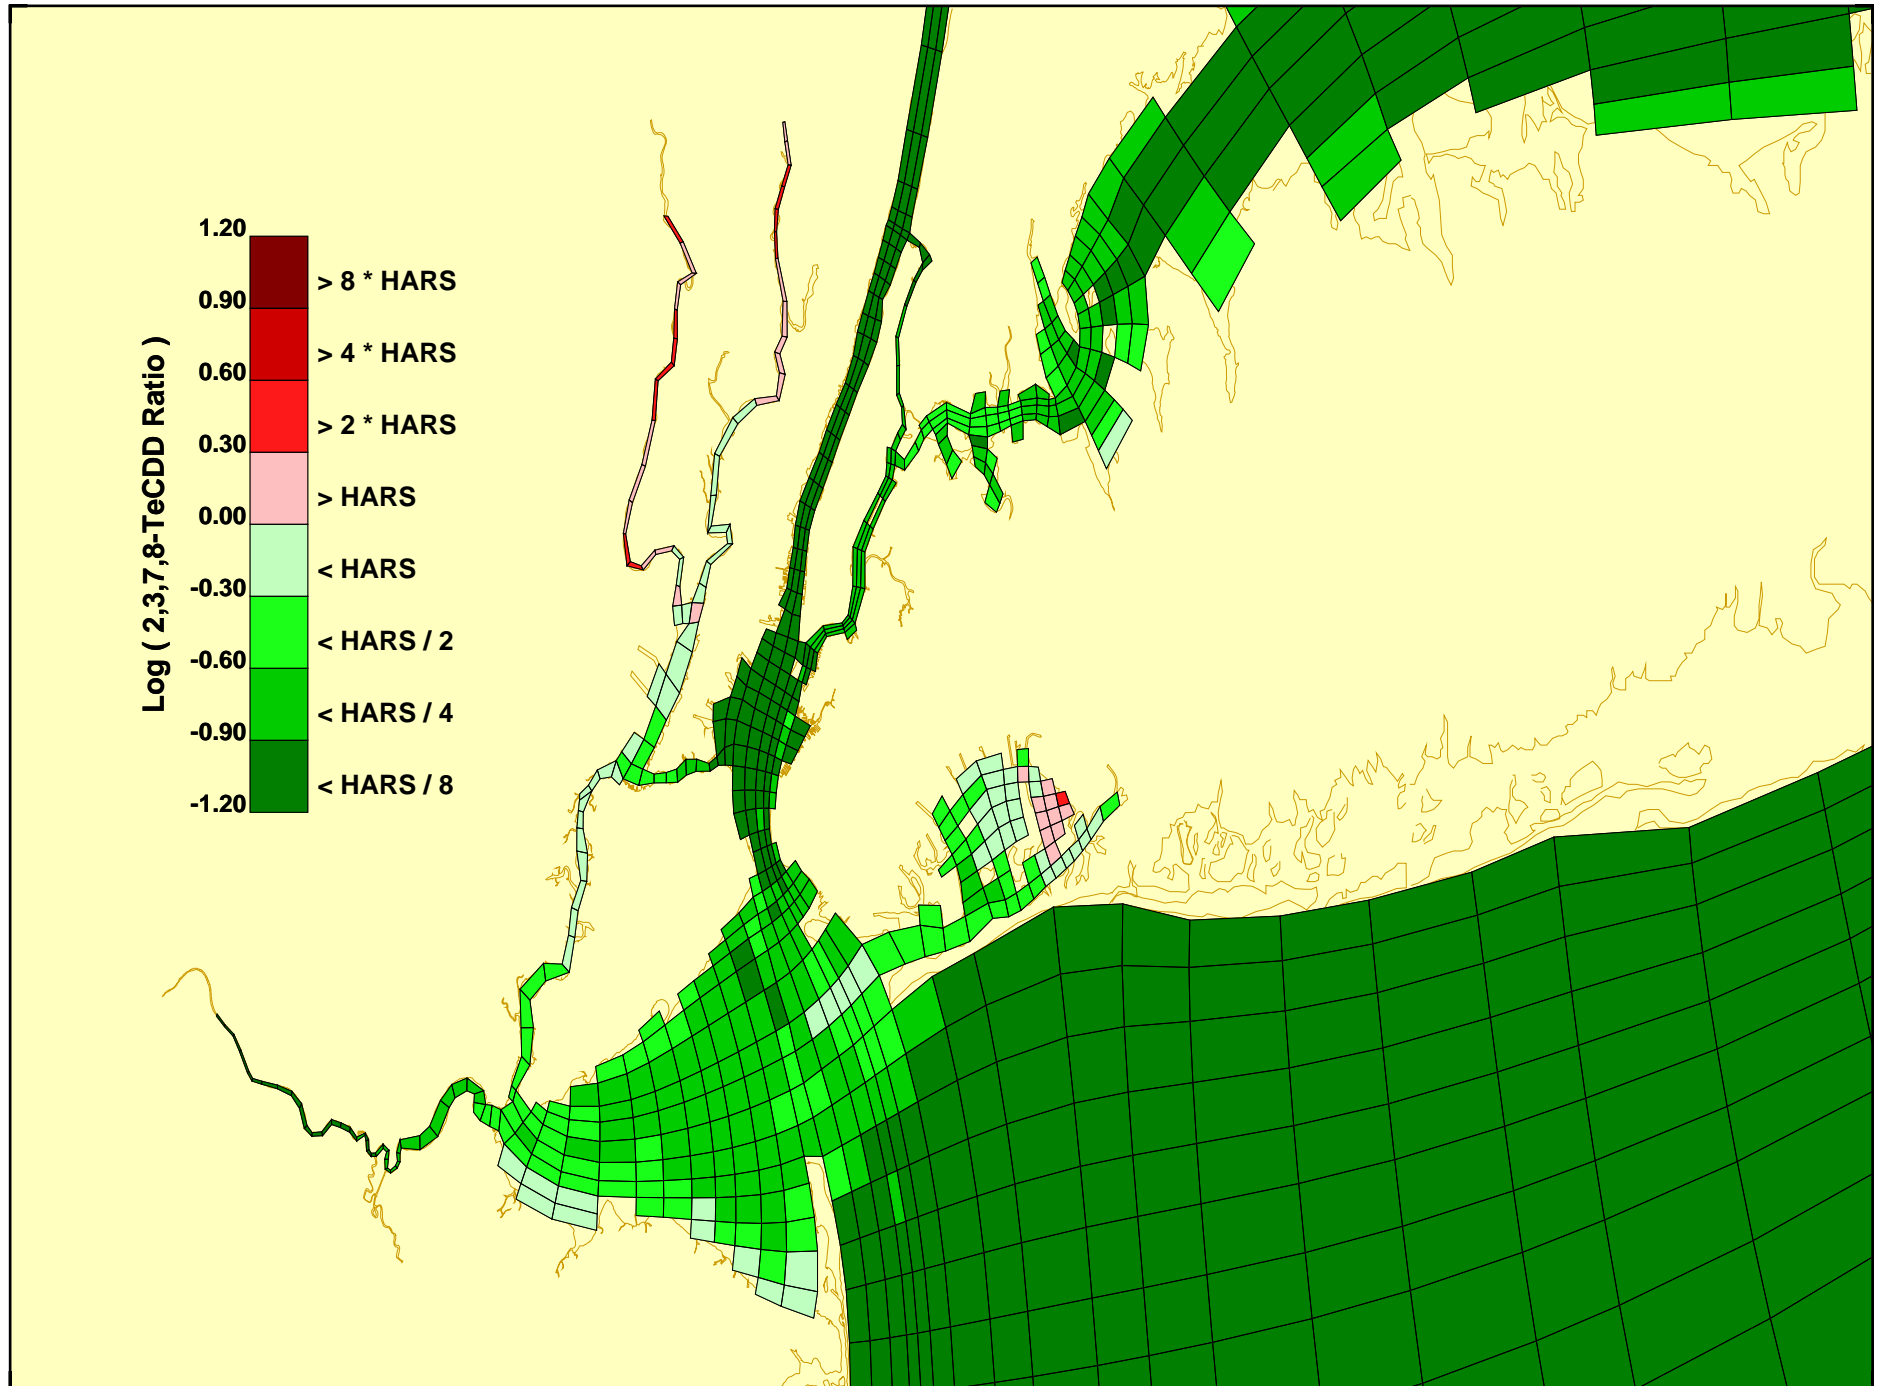 Log ( 2,3,7,8-TeCDD Ratio )
1.20
> 8 * HARS
0.90
> 4 * HARS
0.60
> 2 * HARS
0.30
> HARS
0.00
< HARS
-0.30
< HARS / 2
-0.60
< HARS / 4
-0.90
< HARS / 8
-1.20